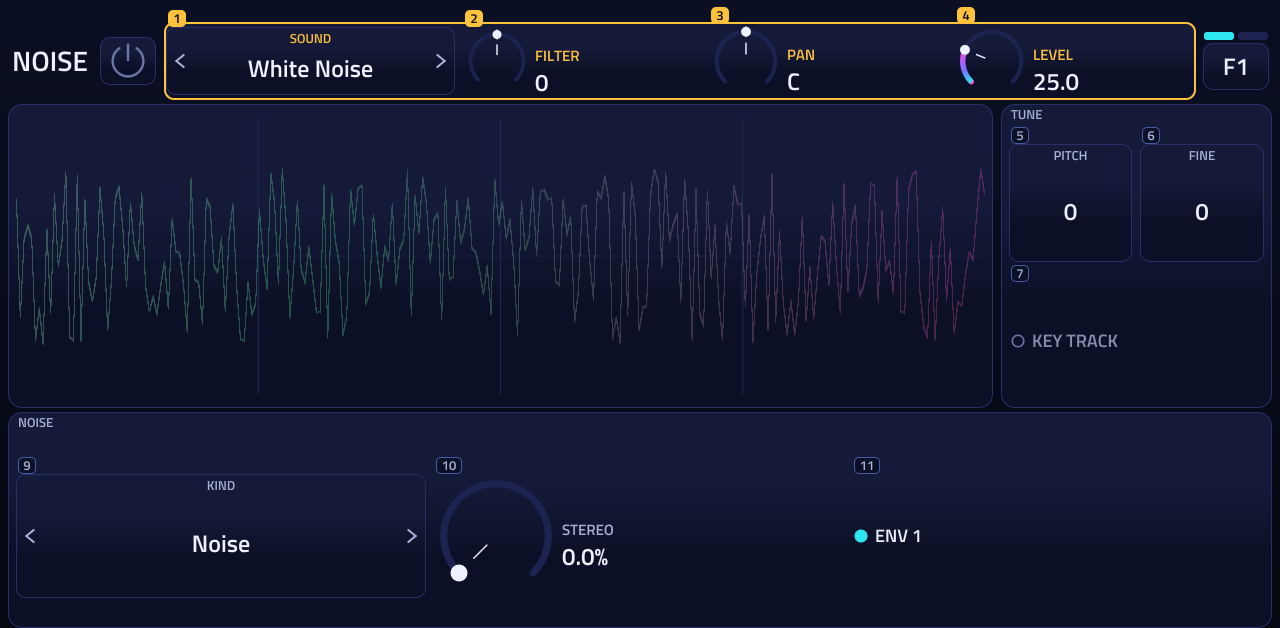 1
2
3
4
NOISE
SOUND
White Noise
FILTER
0
PAN
C
LEVEL
25.0
F1
TUNE
5
6
PITCH
0
FINE
0
7
KEY TRACK
NOISE
9
10
11
KIND
Noise
STEREO
0.0%
ENV 1